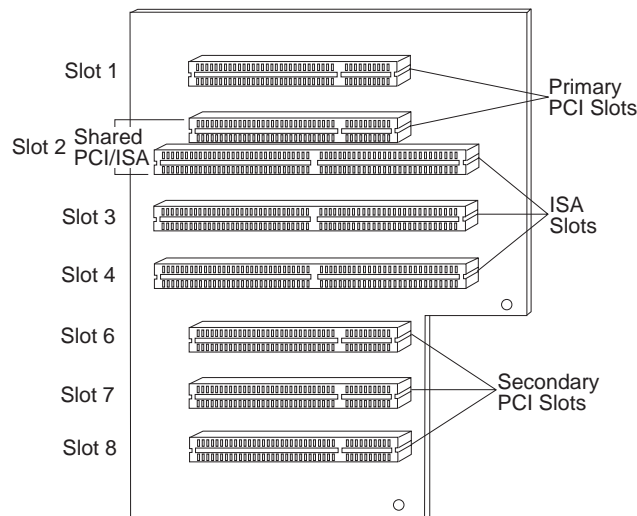 Slot 1
Primary
PCI Slots
Slot 2
Shared
PCI/ISA
Slot 3
ISA
Slots
Slot 4
Slot 6
Slot 7
Secondary
PCI Slots
Slot 8